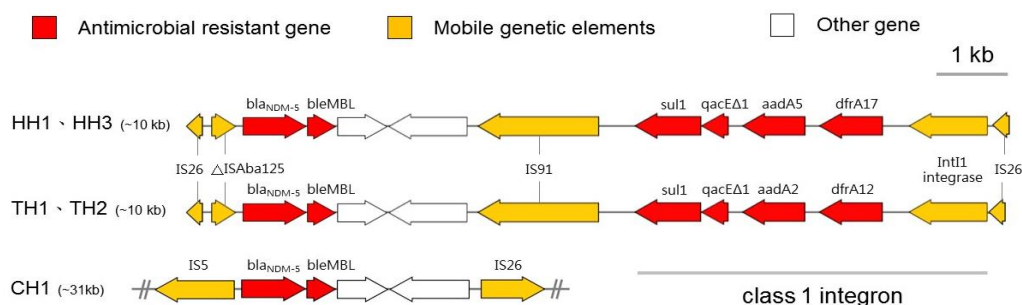 Antimicrobial resistant gene
Mobile genetic elements
Other gene
1 kb
HH1、HH3 (~10 kb)
blaNDM-5 bleMBL sul1 qacEΔ1 aadA5 dfrA17
IS26 △ISAba125 IS91 IntI1 integrase IS26
TH1、TH2 (~10 kb)
blaNDM-5 bleMBL sul1 qacEΔ1 aadA2 dfrA12
CH1 (~31kb)
IS5 blaNDM-5 bleMBL IS26
class 1 integron